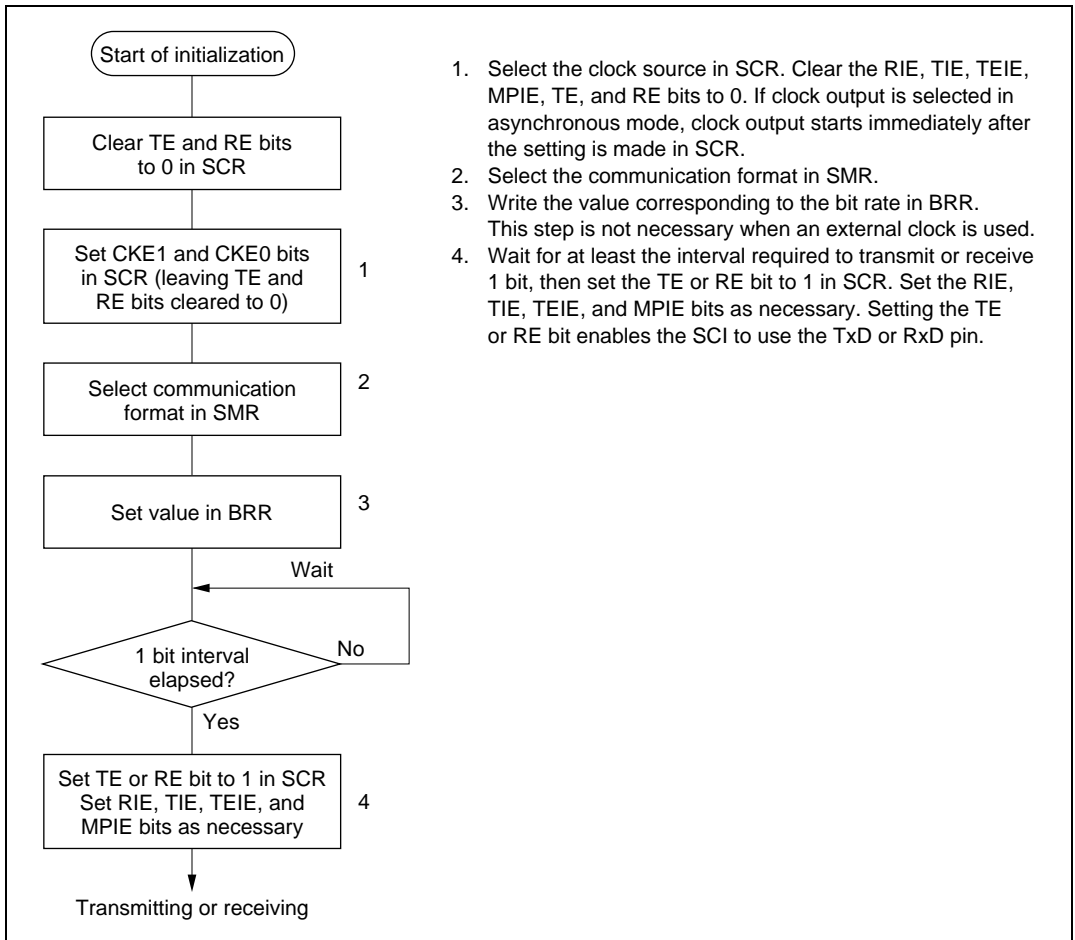 Start of initialization
Clear TE and RE bits
to 0 in SCR
Set CKE1 and CKE0 bits
in SCR (leaving TE and
RE bits cleared to 0)
1
Select communication
format in SMR
2
Set value in BRR
3
Wait
1 bit interval
elapsed?
No
Yes
Set TE or RE bit to 1 in SCR
Set RIE, TIE, TEIE, and
MPIE bits as necessary
4
Transmitting or receiving
1. Select the clock source in SCR. Clear the RIE, TIE, TEIE,
MPIE, TE, and RE bits to 0. If clock output is selected in
asynchronous mode, clock output starts immediately after
the setting is made in SCR.
2. Select the communication format in SMR.
3. Write the value corresponding to the bit rate in BRR.
This step is not necessary when an external clock is used.
4. Wait for at least the interval required to transmit or receive
1 bit, then set the TE or RE bit to 1 in SCR. Set the RIE,
TIE, TEIE, and MPIE bits as necessary. Setting the TE
or RE bit enables the SCI to use the TxD or RxD pin.